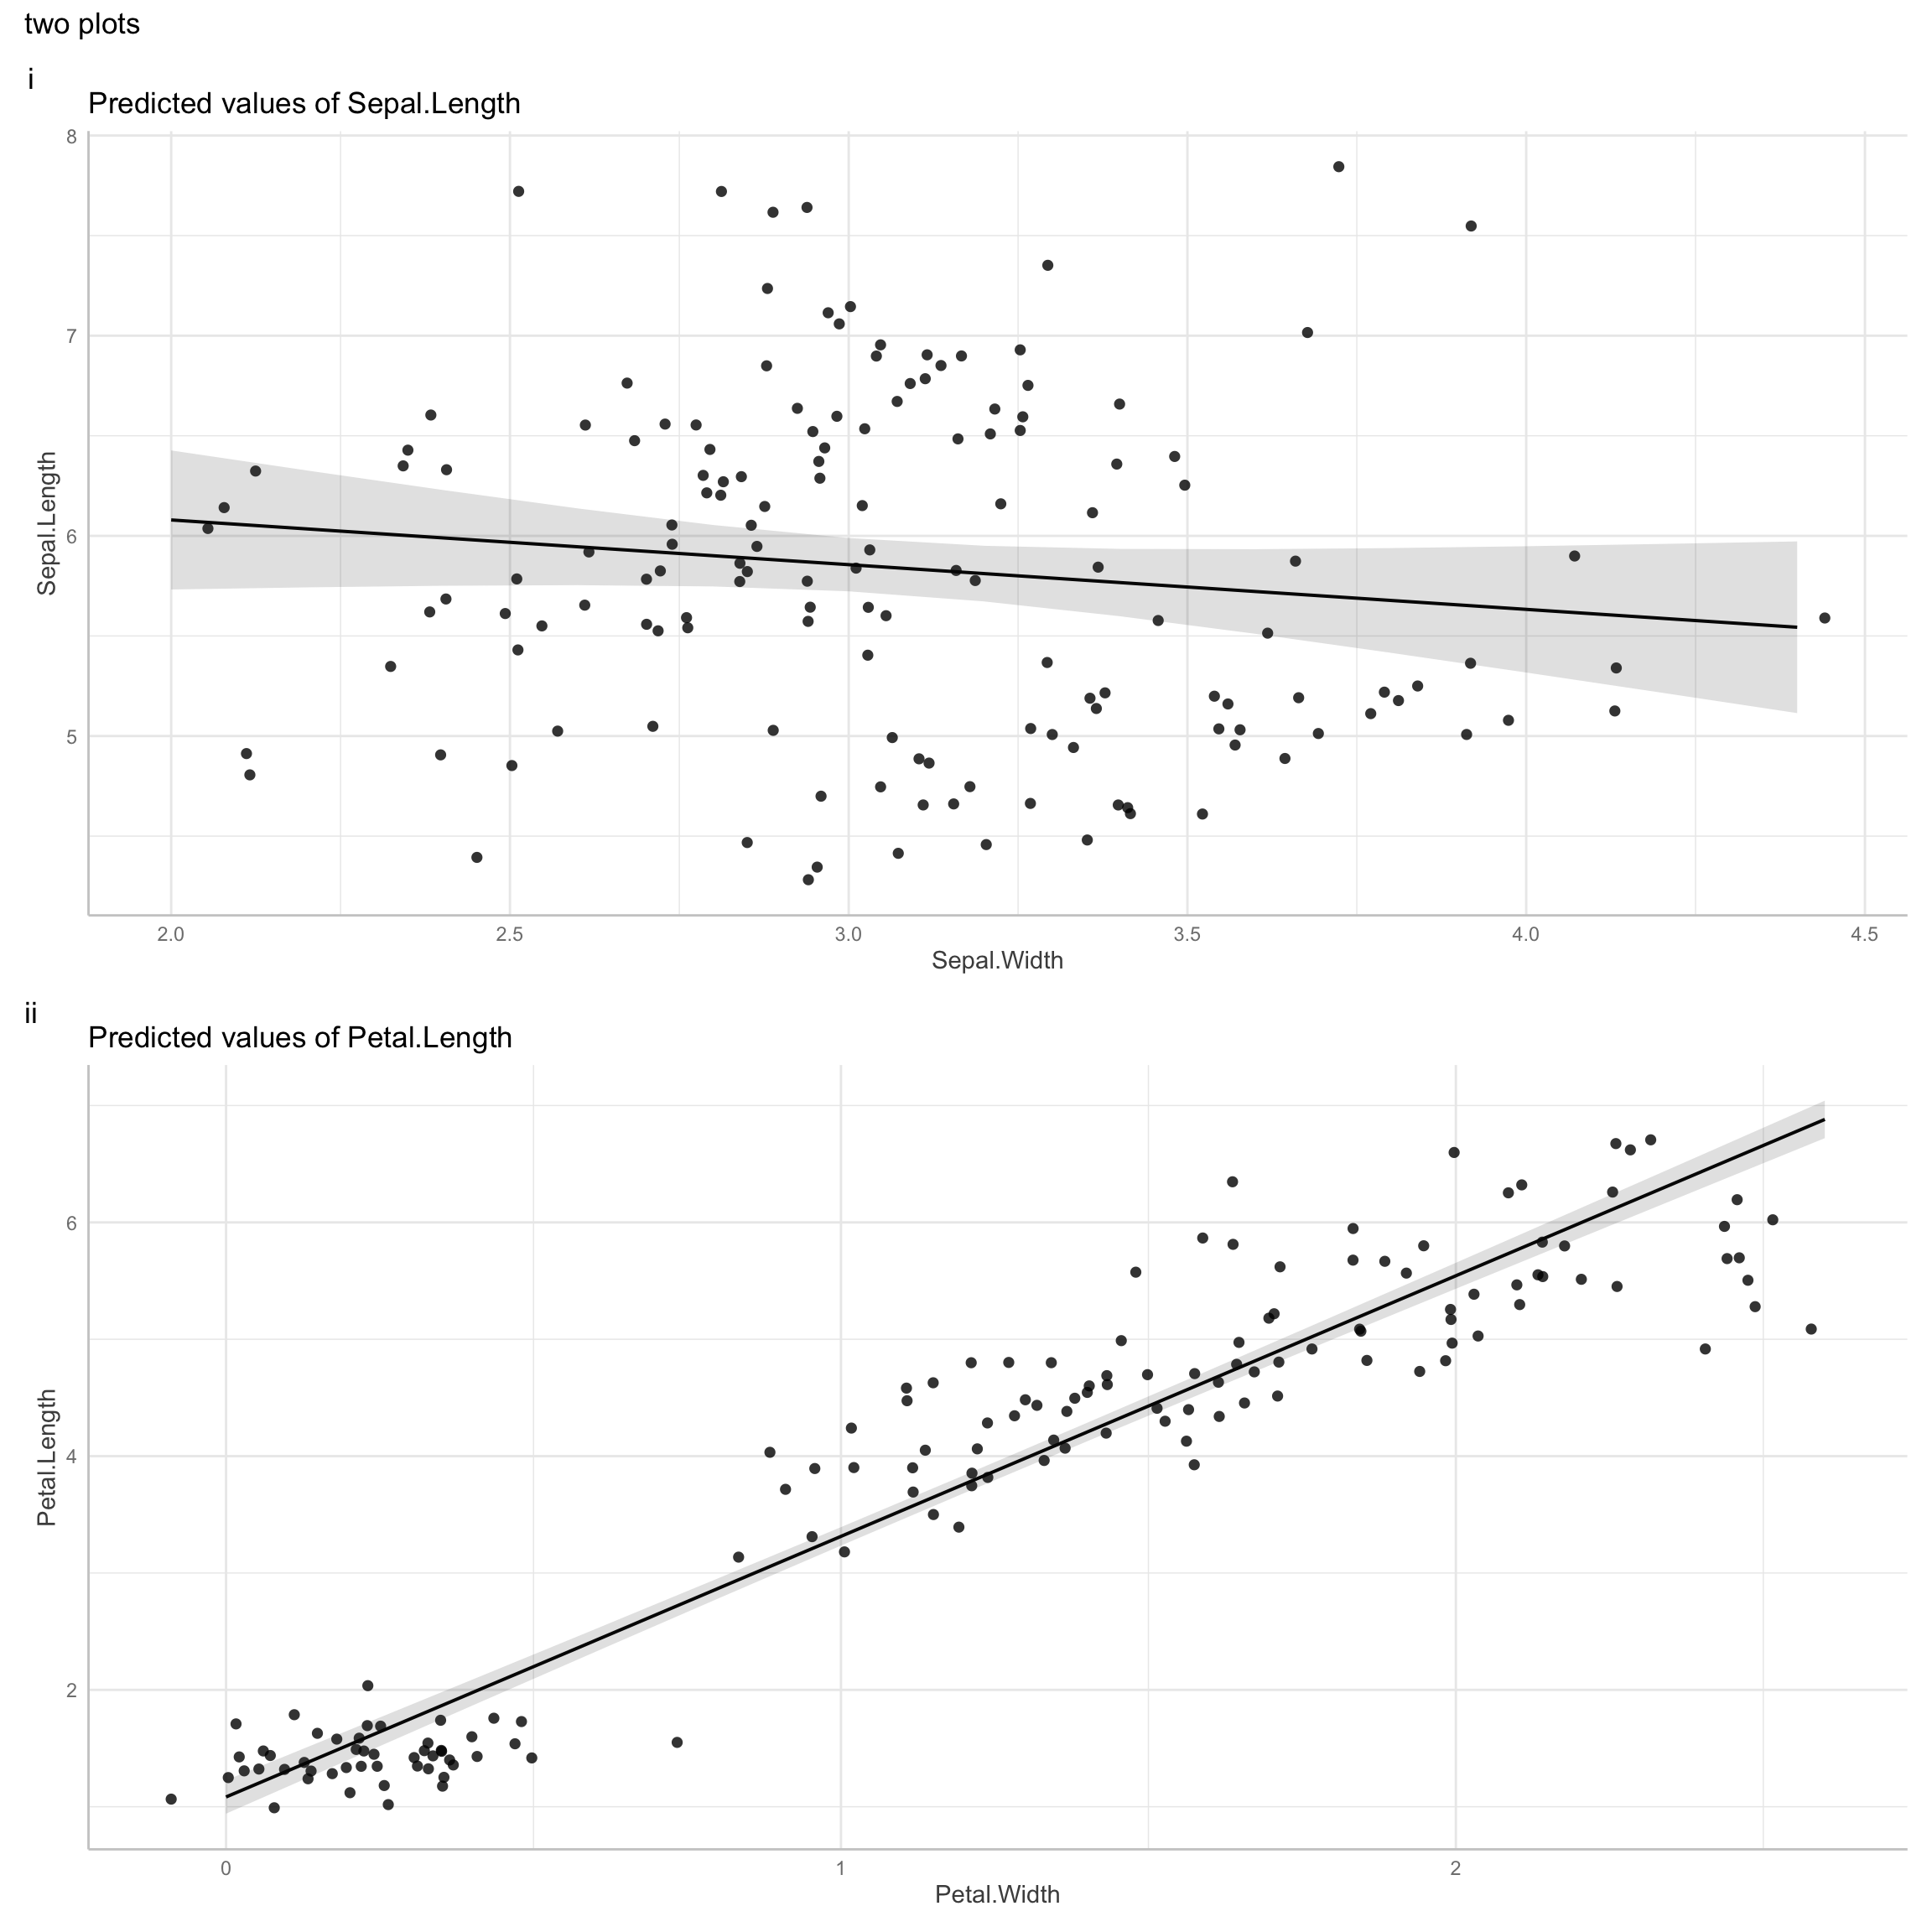 two plots
i
Predicted values of Sepal.Length
8
7
6
5
Sepal.Length
2.0 2.5 3.0 3.5 4.0 4.5
Sepal.Width
ii
Predicted values of Petal.Length
6
4
2
Petal.Length
0 1 2
Petal.Width